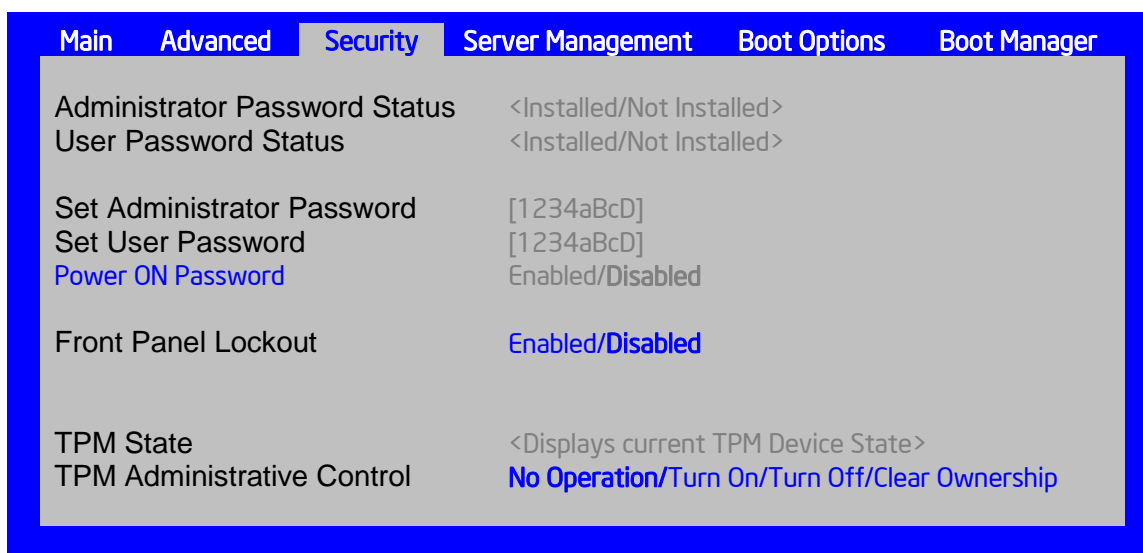 Main Advanced Security Server Management Boot Options Boot Manager
Administrator Password Status <Installed/Not Installed>
User Password Status <Installed/Not Installed>
Set Administrator Password [1234aBcD]
Set User Password [1234aBcD]
Power ON Password Enabled/Disabled
Front Panel Lockout Enabled/Disabled
TPM State <Displays current TPM Device State>
TPM Administrative Control No Operation/Turn On/Turn Off/Clear Ownership